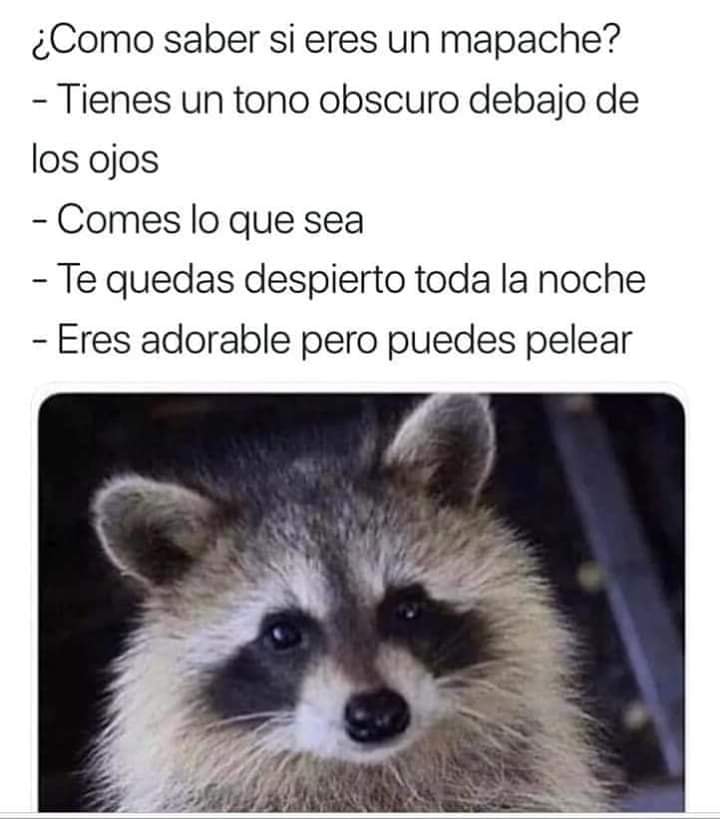 ¿Como saber si eres un mapache?
- Tienes un tono obscuro debajo de
los ojos
- Comes lo que sea
- Te quedas despierto toda la noche
- Eres adorable pero puedes pelear